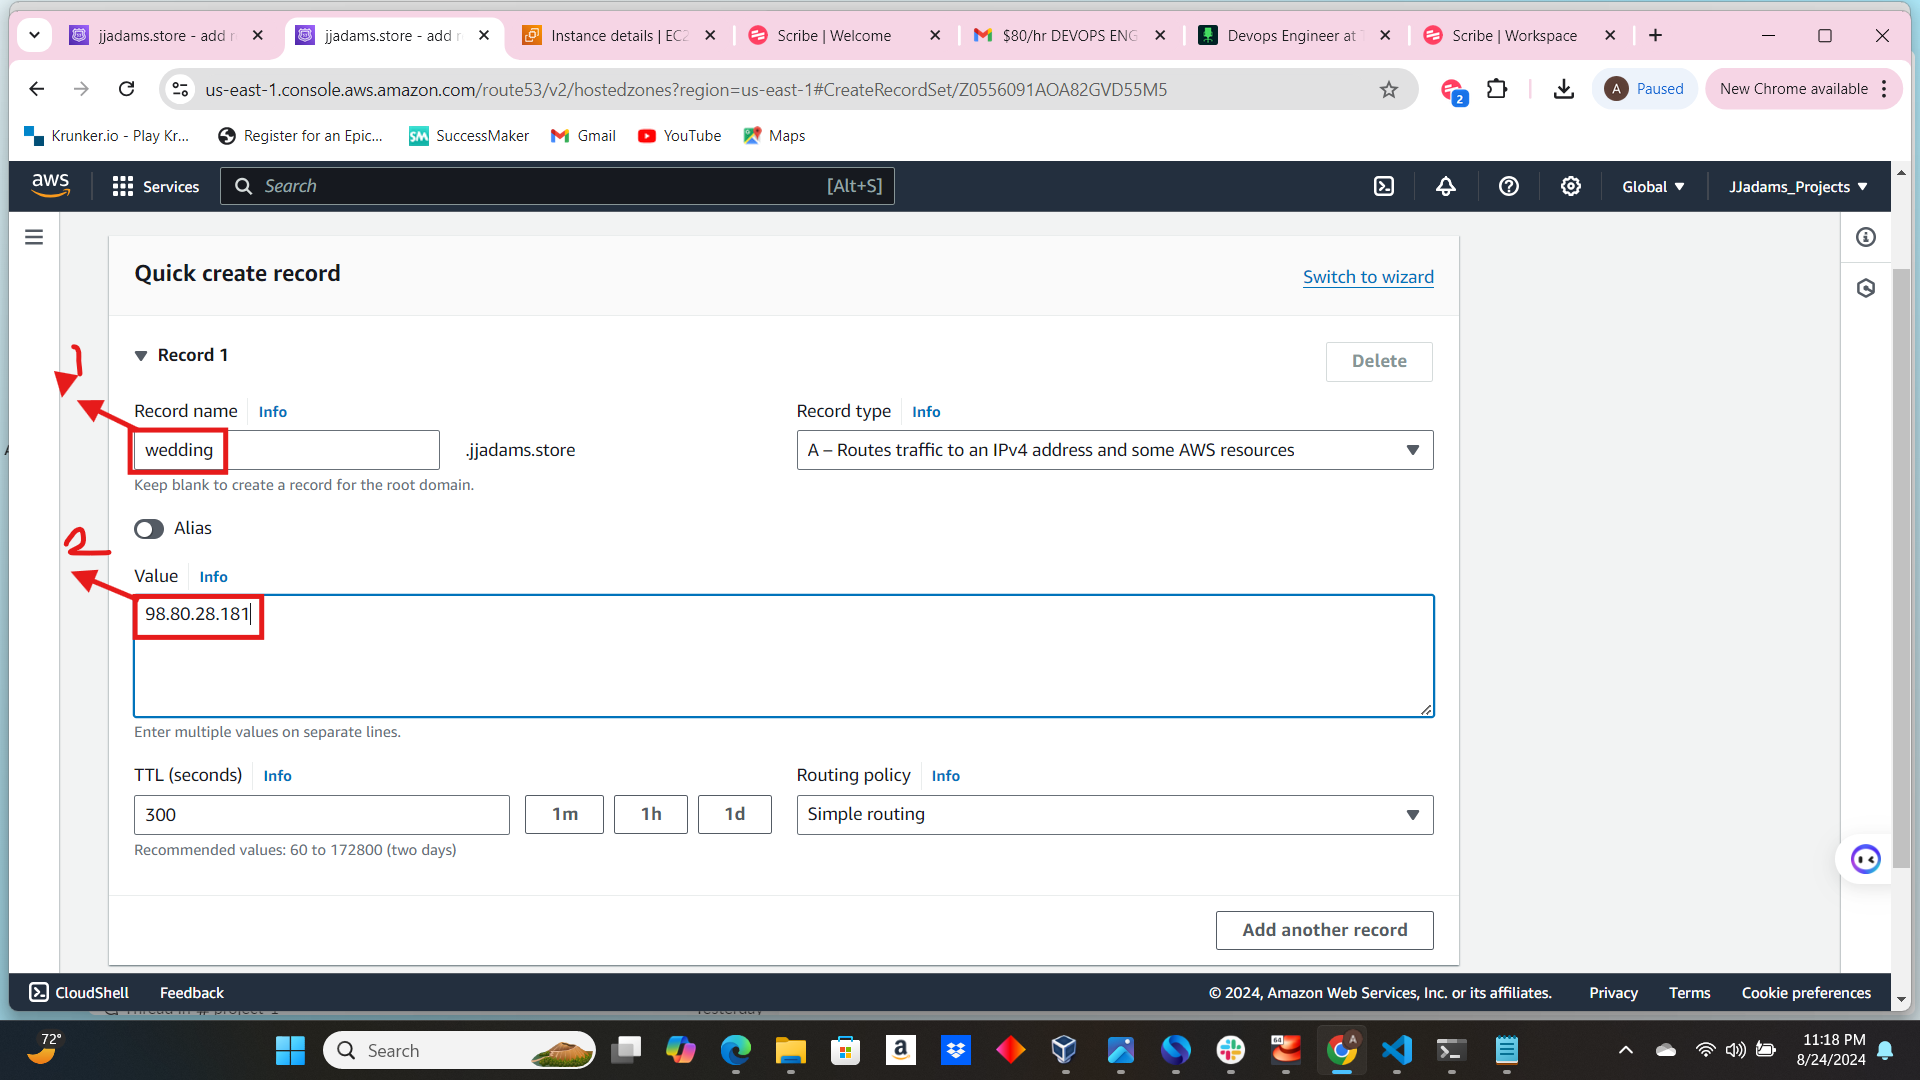 jjadams.store - add r
jjadams.store - add r
Instance details | EC2
Scribe | Welcome
$80/hr DEVOPS ENG
Devops Engineer at T
Scribe | Workspace
us-east-1.console.aws.amazon.com/route53/v2/hostedzones?region=us-east-1#CreateRecordSet/Z0556091AOA82GVD55M5
2
A Paused
New Chrome available
Krunker.io - Play Kr...
Register for an Epic...
SM SuccessMaker
Gmail
YouTube
Maps
aws
Services
Search
[Alt+S]
Global
JJadams_Projects
Quick create record
Switch to wizard
1
Record 1
Delete
Record name Info
Record type Info
wedding .jjadams.store
A – Routes traffic to an IPv4 address and some AWS resources
Keep blank to create a record for the root domain.
2
Alias
Value Info
98.80.28.181
Enter multiple values on separate lines.
TTL (seconds) Info
Routing policy Info
300
1m
1h
1d
Simple routing
Recommended values: 60 to 172800 (two days)
Add another record
CloudShell
Feedback
© 2024, Amazon Web Services, Inc. or its affiliates.
Privacy
Terms
Cookie preferences
72°
Search
a
64
A
11:18 PM
8/24/2024